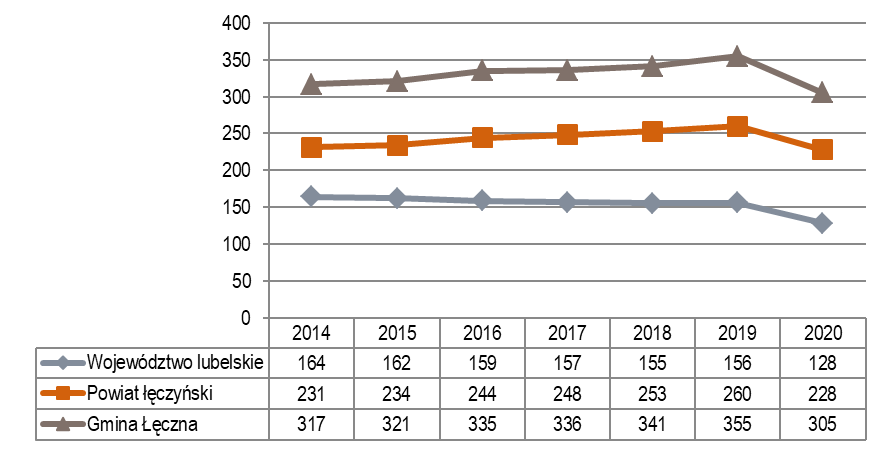 400
350
300
250
200
150
100
50
0
2014 2015 2016 2017 2018 2019 2020
Województwo lubelskie 164 162 159 157 155 156 128
Powiat łęczyński 231 234 244 248 253 260 228
Gmina Łęczna 317 321 335 336 341 355 305